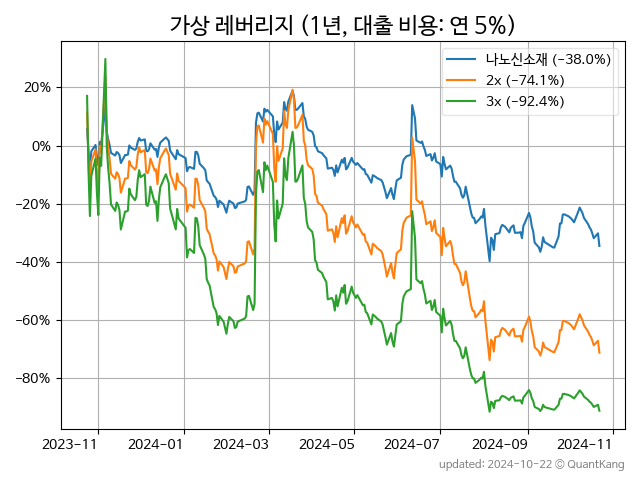 가상 레버리지 (1년, 대출 비용: 연 5%)
나노신소재 (−38.0%)
2x (−74.1%)
3x (−92.4%)
20%
0%
−20%
−40%
−60%
−80%
2023−11 2024−01 2024−03 2024−05 2024−07 2024−09 2024−11
updated: 2024-10-22 © QuantKang